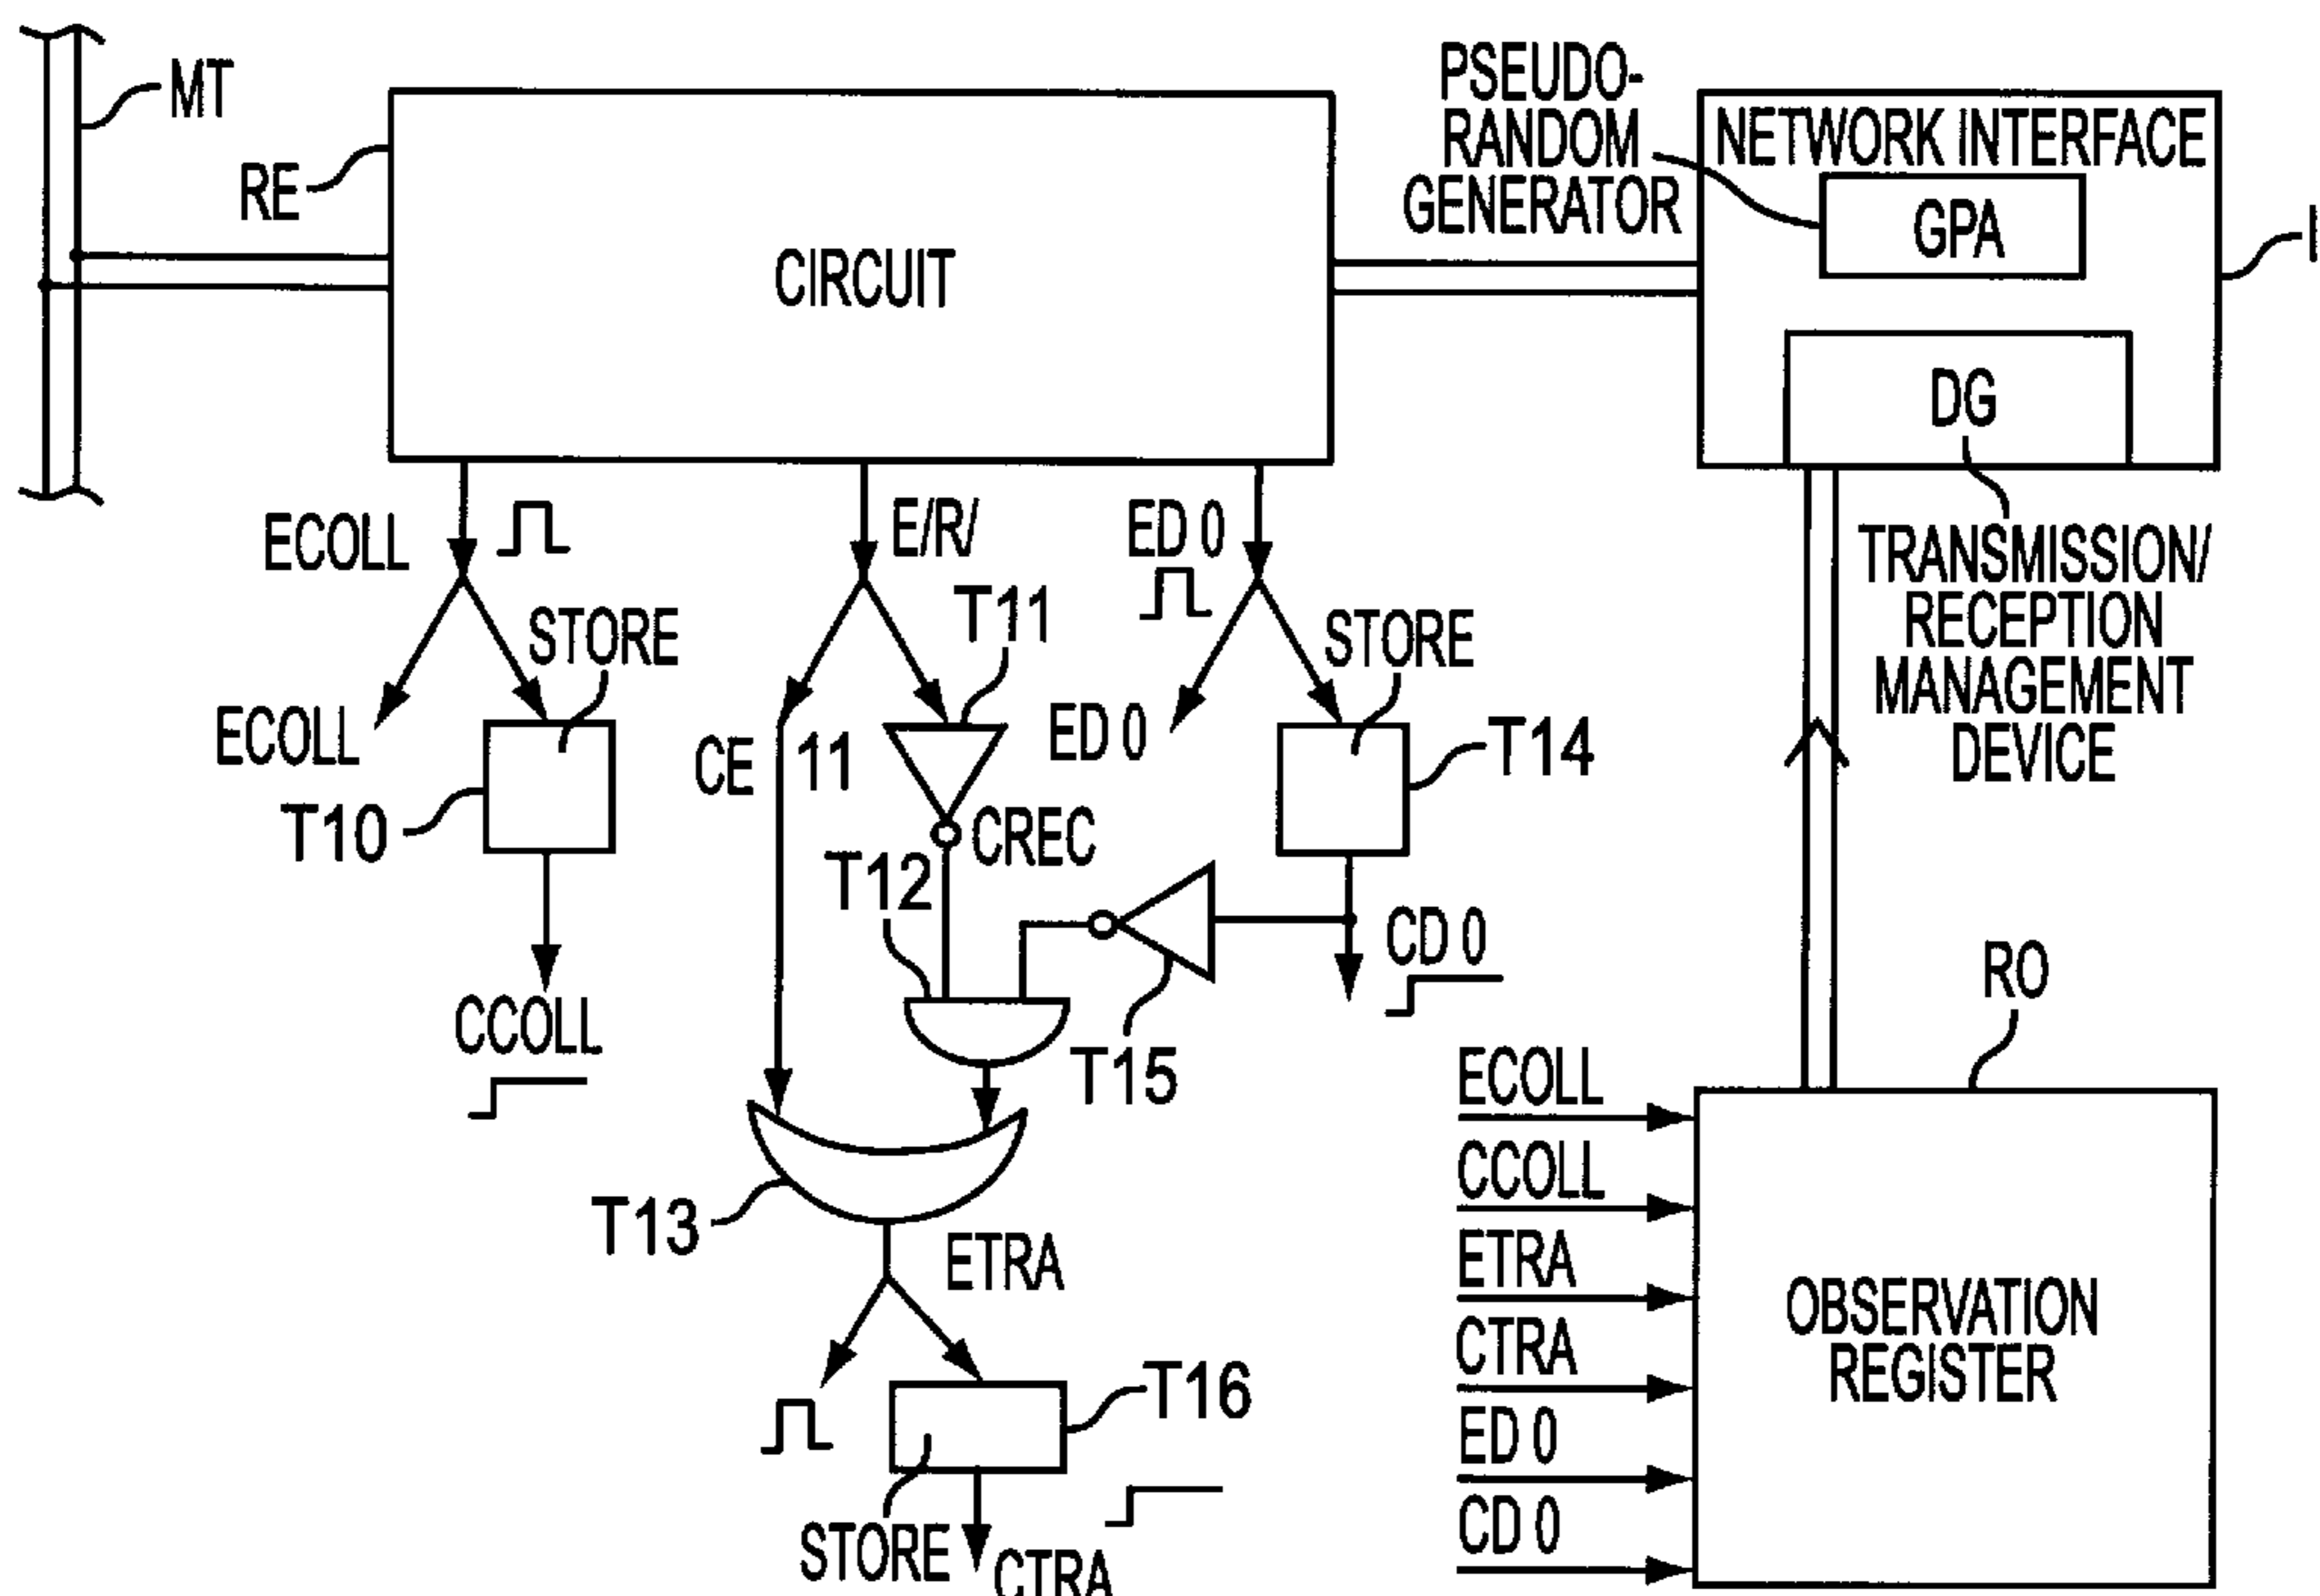 MT
RE
CIRCUIT
PSEUDO-
RANDOM
GENERATOR
NETWORK INTERFACE
GPA
I
DG
TRANSMISSION/
RECEPTION
MANAGEMENT
DEVICE
ECOLL
E/R/
ED 0
STORE
T11
STORE
ECOLL
CE
11
ED 0
T14
T10
CREC
T12
CD 0
CCOLL
T15
RO
T13
ETRA
T16
STORE
CTRA
ECOLL
CCOLL
ETRA
CTRA
ED 0
CD 0
OBSERVATION
REGISTER